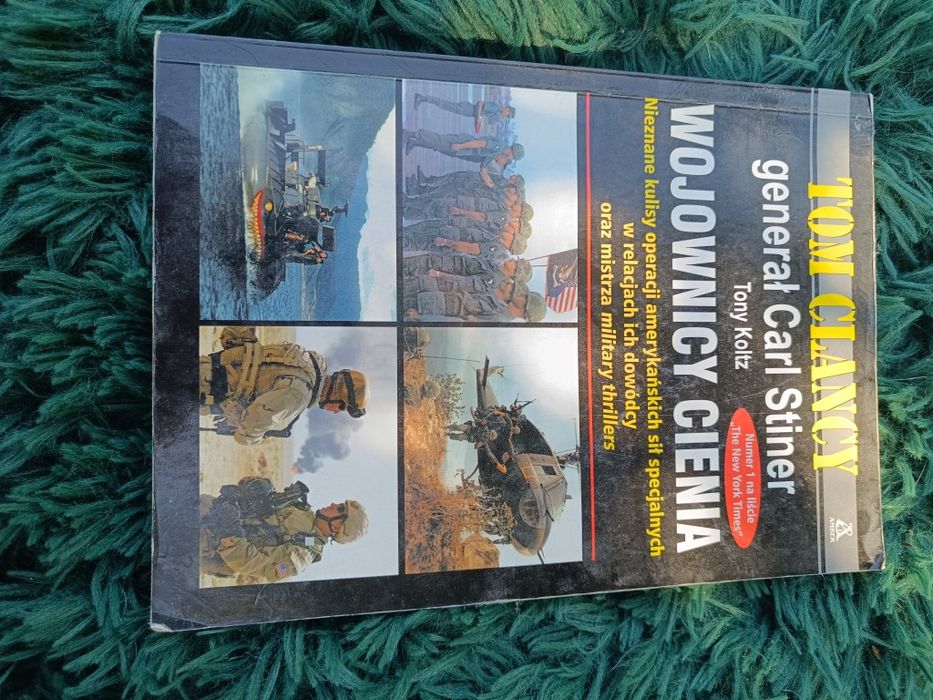 TOM CLANCY
generał Carl Stiner
Tony Koltz
Numer 1 na liście
„The New York Times”
WOJOWNICY CIENIA
Nieznane kulisy operacji amerykańskich sił specjalnych
w relacjach ich dowódcy
oraz mistrza military thrillers
AMBER